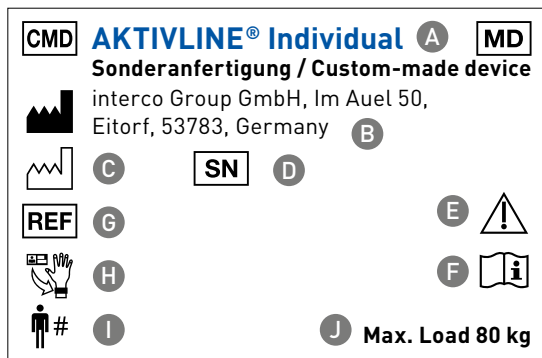 CMD AKTIVLINE® Individual A MD
Sonderanfertigung / Custom-made device
interco Group GmbH, Im Auel 50,
Eitorf, 53783, Germany B
C SN D
REF G E
H F
# I J Max. Load 80 kg